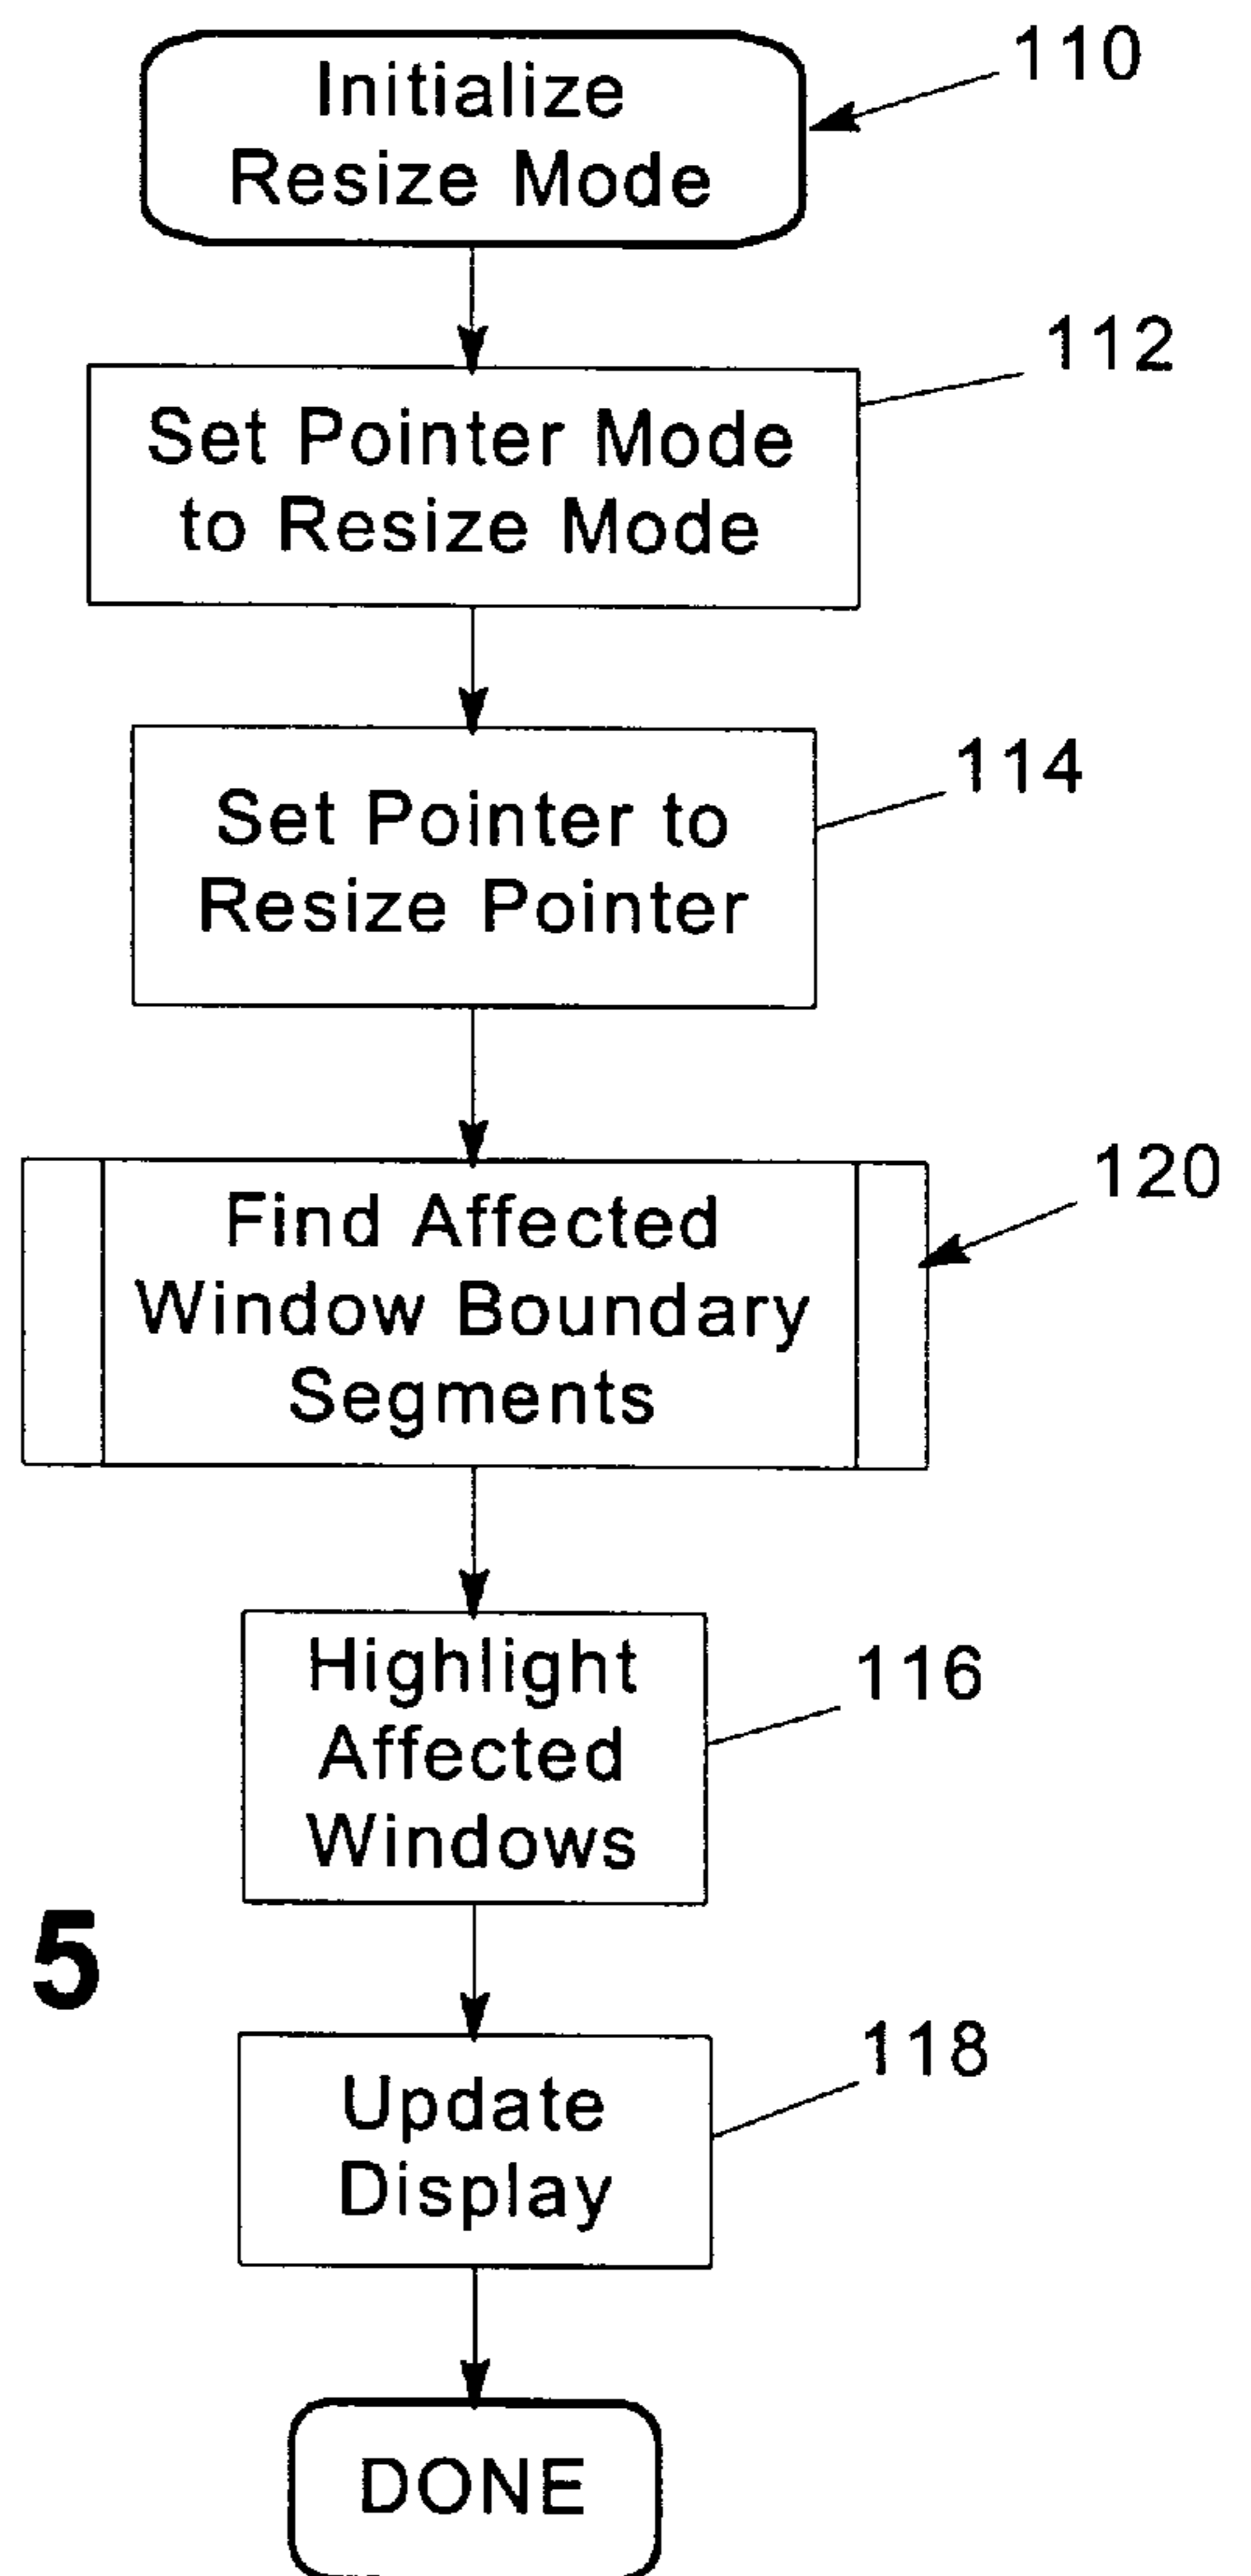 Initialize
Resize Mode
110
Set Pointer Mode
to Resize Mode
112
Set Pointer to
Resize Pointer
114
Find Affected
Window Boundary
Segments
120
Highlight
Affected
Windows
116
5
Update
Display
118
DONE